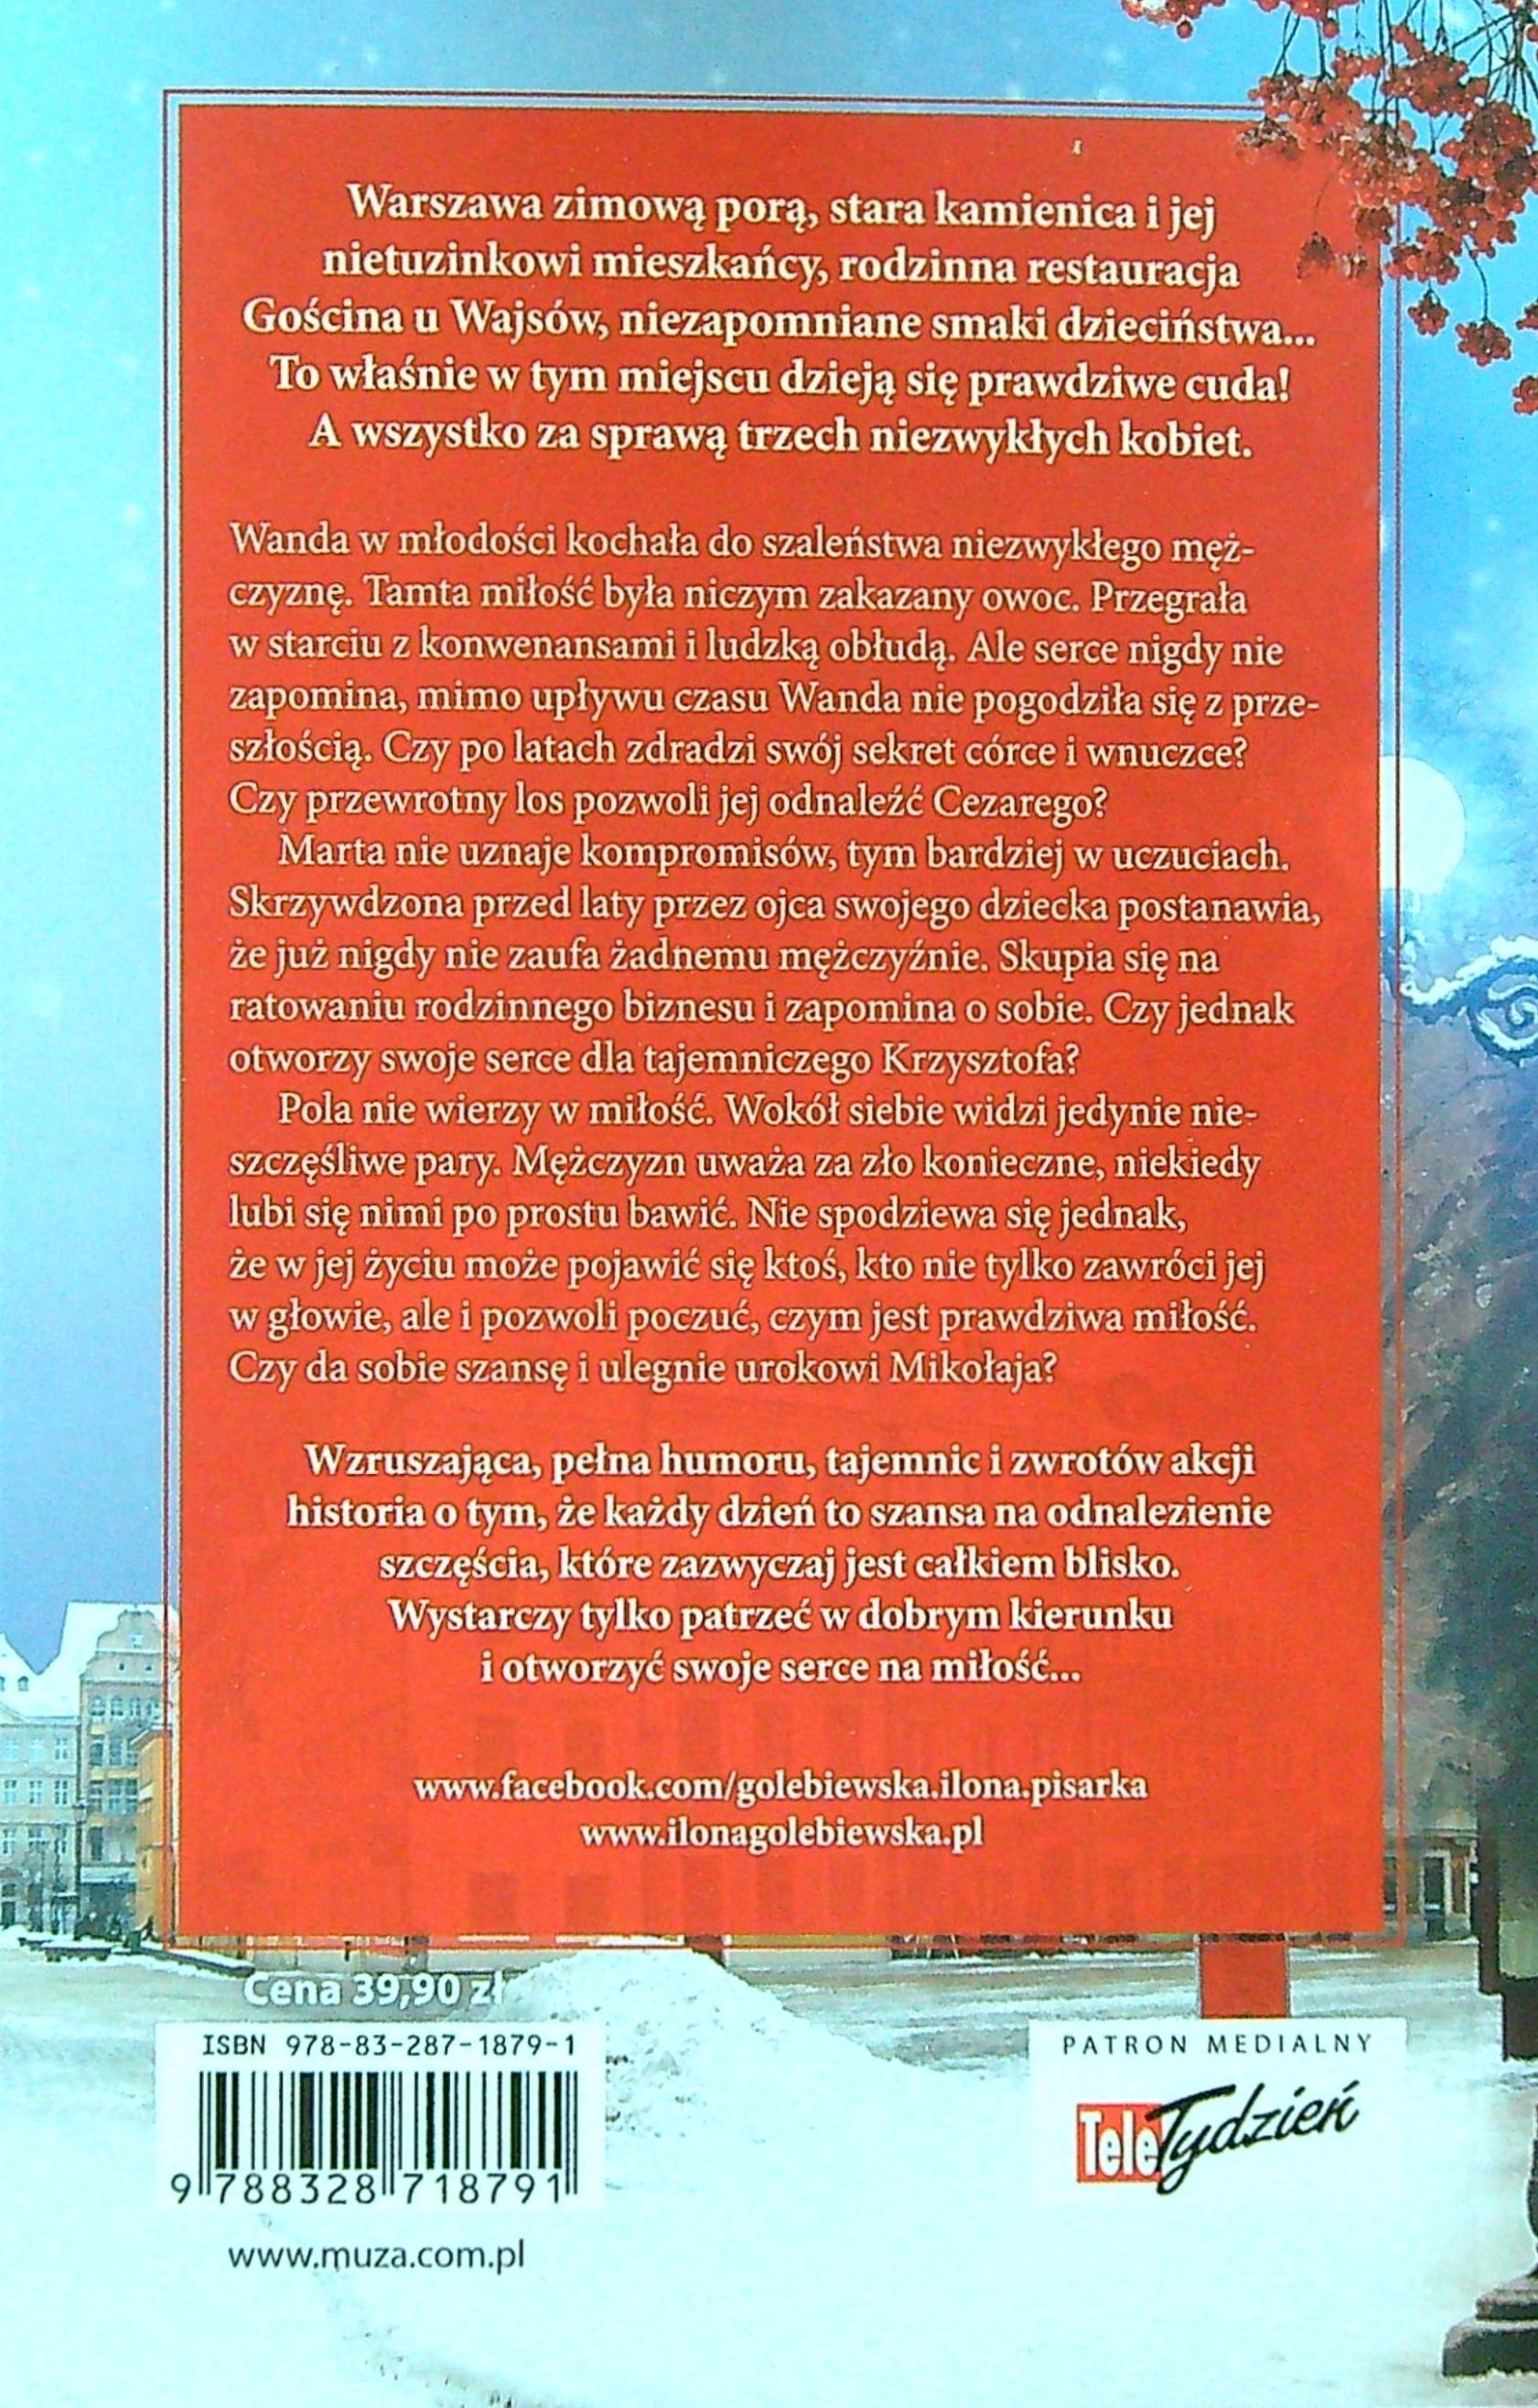 Warszawa zimową porą, stara kamienica i jej
nietuzinkowi mieszkańcy, rodzinna restauracja
Gościna u Wajsów, niezapomniane smaki dzieciństwa...
To właśnie w tym miejscu dzieją się prawdziwe cuda!
A wszystko za sprawą trzech niezwykłych kobiet.
Wanda w młodości kochała do szaleństwa niezwykłego męż-
czyznę. Tamta miłość była niczym zakazany owoc. Przegrała
w starciu z konwenansami i ludzką obłudą. Ale serce nigdy nie
zapomina, mimo upływu czasu Wanda nie pogodziła się z prze-
szłością. Czy po latach zdradzi swój sekret córce i wnuczce?
Czy przewrotny los pozwoli jej odnaleźć Cezarego?
Marta nie uznaje kompromisów, tym bardziej w uczuciach.
Skrzywdzona przed laty przez ojca swojego dziecka postanawia,
że już nigdy nie zaufa żadnemu mężczyźnie. Skupia się na
ratowaniu rodzinnego biznesu i zapomina o sobie. Czy jednak
otworzy swoje serce dla tajemniczego Krzysztofa?
Pola nie wierzy w miłość. Wokół siebie widzi jedynie nie-
szczęśliwe pary. Mężczyzn uważa za zło konieczne, niekiedy
lubi się nimi po prostu bawić. Nie spodziewa się jednak,
że w jej życiu może pojawić się ktoś, kto nie tylko zawróci jej
w głowie, ale i pozwoli poczuć, czym jest prawdziwa miłość.
Czy da sobie szansę i ulegnie urokowi Mikołaja?
Wzruszająca, pełna humoru, tajemnic i zwrotów akcji
historia o tym, że każdy dzień to szansa na odnalezienie
szczęścia, które zazwyczaj jest całkiem blisko.
Wystarczy tylko patrzeć w dobrym kierunku
i otworzyć swoje serce na miłość...
www.facebook.com/golebiewska.ilona.pisarka
www.ilonagolebiewska.pl
Cena 39,90 zł
ISBN 978-83-287-1879-1
9 788328 718791
www.muza.com.pl
PATRON MEDIALNY
Tele Tydzień